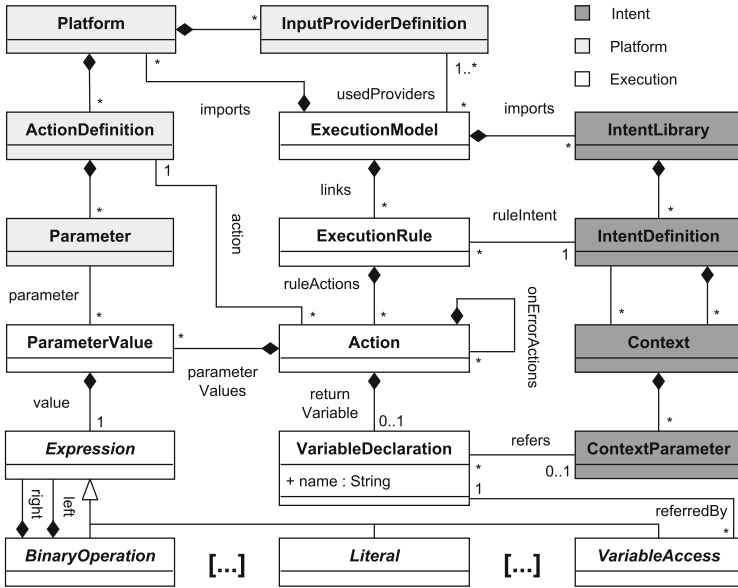 Platform
*
InputProviderDefinition
Intent
Platform
Execution
*
1..*
*
imports
usedProviders
*
imports
ActionDefinition
ExecutionModel
IntentLibrary
1
*
links
*
*
*
action
ruleIntent
Parameter
ExecutionRule
IntentDefinition
*
1
parameter
ruleActions
onErrorActions
*
*
*
*
*
ParameterValue
*
Action
*
Context
parameter
Values
return
Variable
value
1
0..1
*
Expression
VariableDeclaration
refers
ContextParameter
*
0..1
+ name : String
right
left
1
referredBy
*
BinaryOperation
[...]
Literal
[...]
VariableAccess